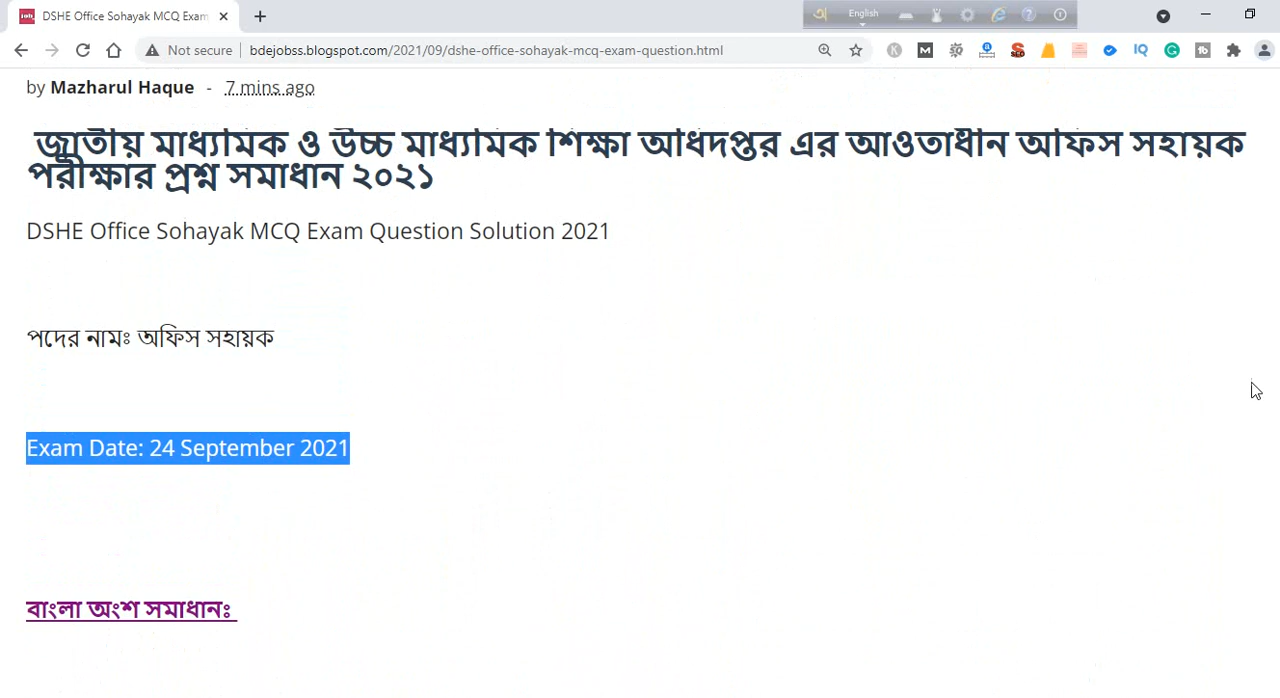 DSHE Office Sohayak MCQ Exam
English
Not secure | bdejobss.blogspot.com/2021/09/dshe-office-sohayak-mcq-exam-question.html
by Mazharul Haque - 7 mins ago
জাতীয় মাধ্যমিক ও উচ্চ মাধ্যমিক শিক্ষা অধিদপ্তর এর আওতাধীন অফিস সহায়ক
পরীক্ষার প্রশ্ন সমাধান ২০২১
DSHE Office Sohayak MCQ Exam Question Solution 2021
পদের নামঃ অফিস সহায়ক
Exam Date: 24 September 2021
বাংলা অংশ সমাধানঃ